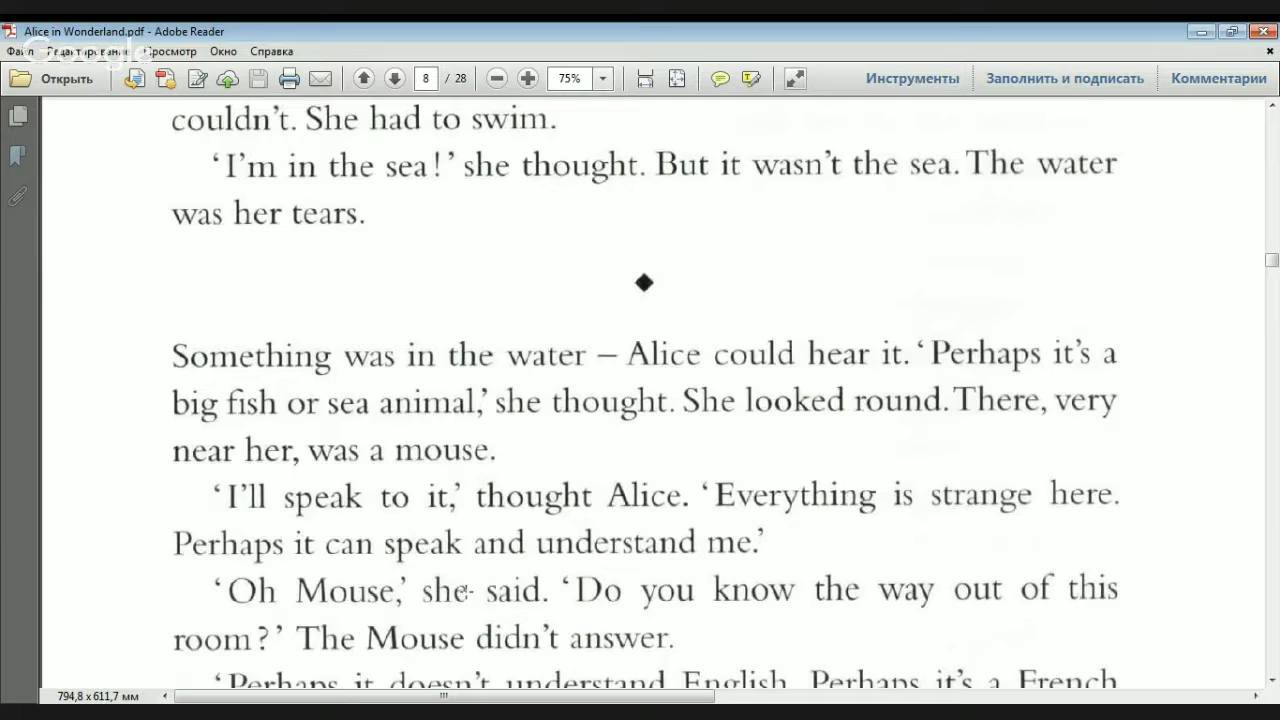 Alice in Wonderland.pdf - Adobe Reader
Файл Редактирование Просмотр Окно Справка
Google
Открыть 8 / 28 75% Инструменты Заполнить и подписать Комментарии
couldn't. She had to swim.
'I'm in the sea!' she thought. But it wasn't the sea. The water
was her tears.
Something was in the water – Alice could hear it. 'Perhaps it's a
big fish or sea animal,' she thought. She looked round. There, very
near her, was a mouse.
'I'll speak to it,' thought Alice. 'Everything is strange here.
Perhaps it can speak and understand me.'
'Oh Mouse,' she said. 'Do you know the way out of this
room?' The Mouse didn't answer.
'Perhaps it doesn't understand English. Perhaps it's a French
794,8 x 611,7 мм